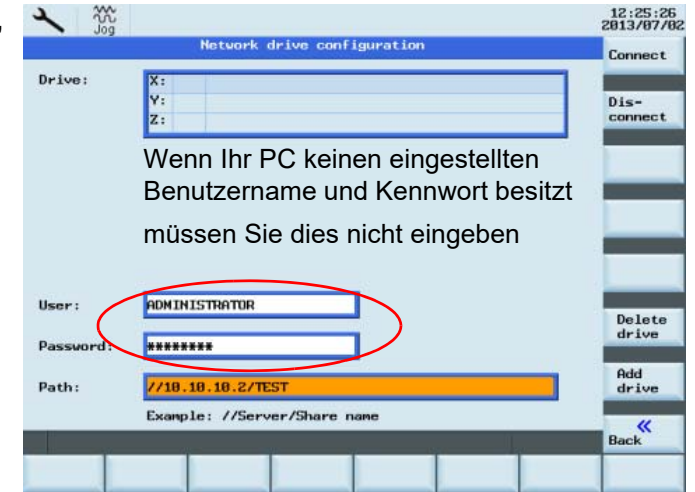 Jog
12:25:26
2013/07/02
Network drive configuration
Connect
Drive:
X:
Y:
Z:
Dis-
connect
Wenn Ihr PC keinen eingestellten
Benutzername und Kennwort besitzt
müssen Sie dies nicht eingeben
User:
ADMINISTRATOR
Delete
drive
Password:
********
Path:
//10.10.10.2/TEST
Add
drive
Example: //Server/Share name
Back